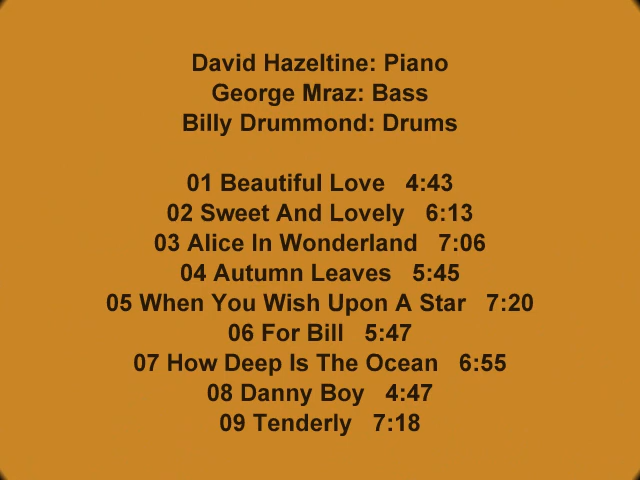 David Hazeltine: Piano
George Mraz: Bass
Billy Drummond: Drums
01 Beautiful Love 4:43
02 Sweet And Lovely 6:13
03 Alice In Wonderland 7:06
04 Autumn Leaves 5:45
05 When You Wish Upon A Star 7:20
06 For Bill 5:47
07 How Deep Is The Ocean 6:55
08 Danny Boy 4:47
09 Tenderly 7:18